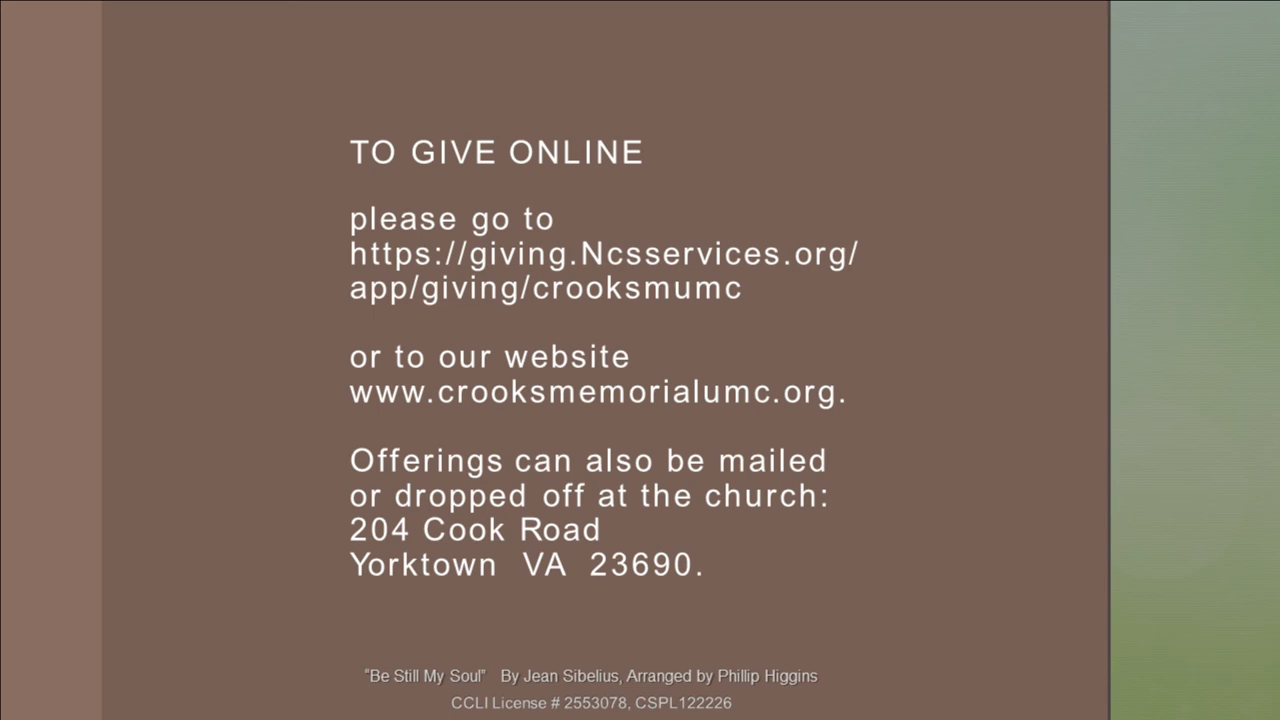 TO GIVE ONLINE
please go to
https://giving.Ncsservices.org/
app/giving/crooksmumc
or to our website
www.crooksmemorialumc.org.
Offerings can also be mailed
or dropped off at the church:
204 Cook Road
Yorktown VA 23690.
"Be Still My Soul" By Jean Sibelius, Arranged by Phillip Higgins
CCLI License # 2553078, CSPL122226